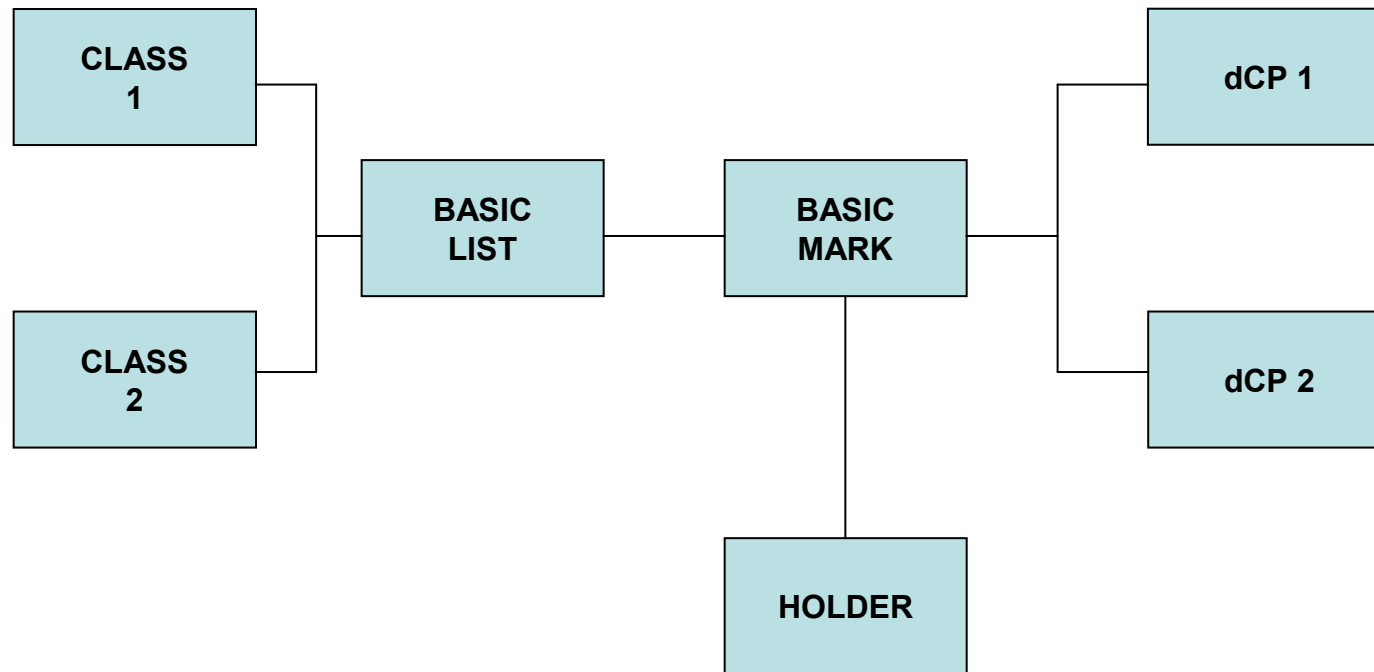 CLASS
1
dCP 1
BASIC
LIST
BASIC
MARK
CLASS
2
dCP 2
HOLDER